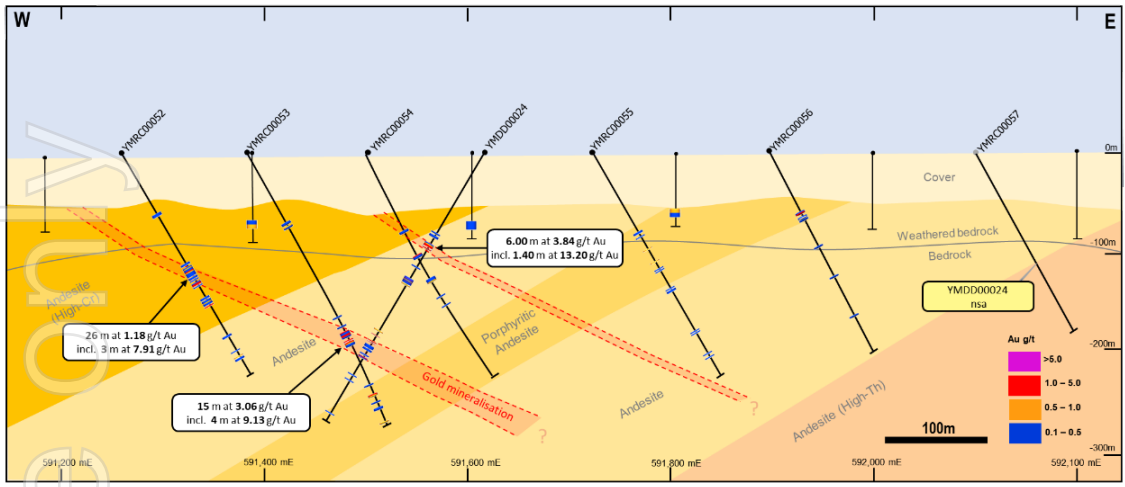 W
E
YMRC00052
YMRC00053
YMRC00054
YMDD00024
YMRC00055
YMRC00056
YMRC00057
0m
Cover
Weathered bedrock
Bedrock
-100m
6.00 m at 3.84 g/t Au
incl. 1.40 m at 13.20 g/t Au
YMDD00024
nsa
Andesite
(High-Cr)
26 m at 1.18 g/t Au
incl. 3 m at 7.91 g/t Au
Andesite
Porphyritic
Andesite
Gold mineralisation
?
15 m at 3.06 g/t Au
incl. 4 m at 9.13 g/t Au
Andesite
?
Andesite (High-Th)
Au g/t
>5.0
1.0 – 5.0
0.5 – 1.0
0.1 – 0.5
-200m
100m
-300m
591,200 mE
591,400 mE
591,600 mE
591,800 mE
592,000 mE
592,100 mE
only